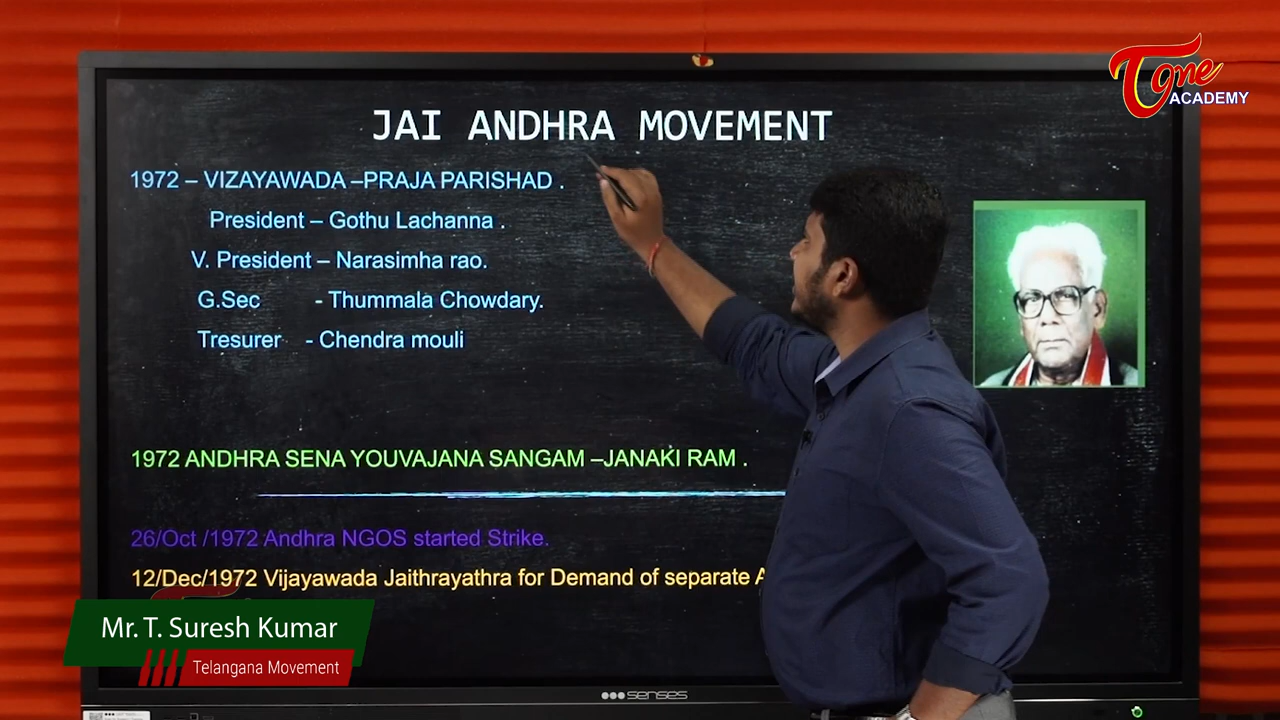 Tone
ACADEMY
JAI ANDHRA MOVEMENT
1972 – VIZAYAWADA –PRAJA PARISHAD .
President – Gothu Lachanna .
V. President – Narasimha rao.
G.Sec - Thummala Chowdary.
Tresurer - Chendra mouli
1972 ANDHRA SENA YOUVAJANA SANGAM –JANAKI RAM .
26/Oct /1972 Andhra NGOS started Strike.
12/Dec/1972 Vijayawada Jaithrayathra for Demand of separate A
Mr. T. Suresh Kumar
Telangana Movement
senses